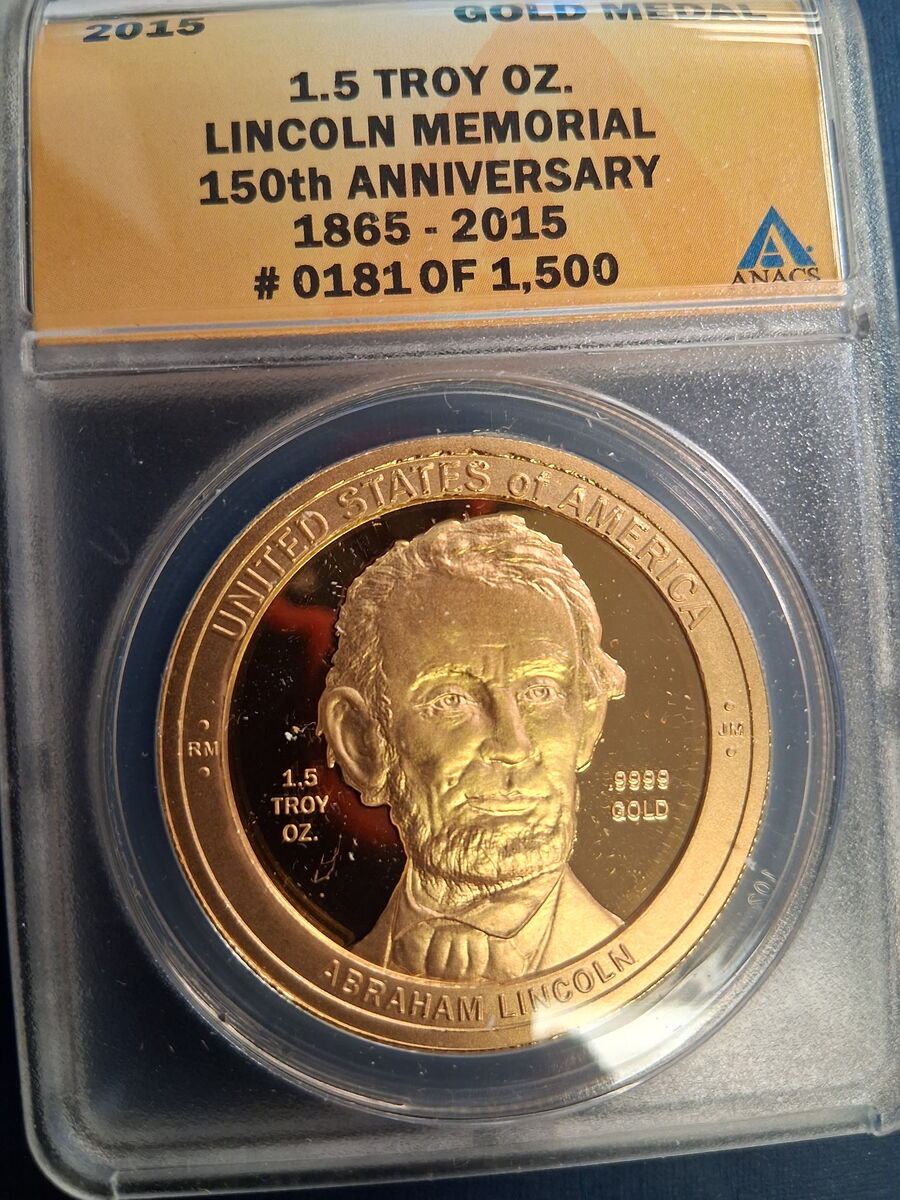 2015 GOLD MEDAL
1.5 TROY OZ.
LINCOLN MEMORIAL
150th ANNIVERSARY
1865 - 2015
# 0181 OF 1,500
ANACS
UNITED STATES of AMERICA
RM
JM
1.5
TROY
OZ.
.9999
GOLD
ABRAHAM LINCOLN